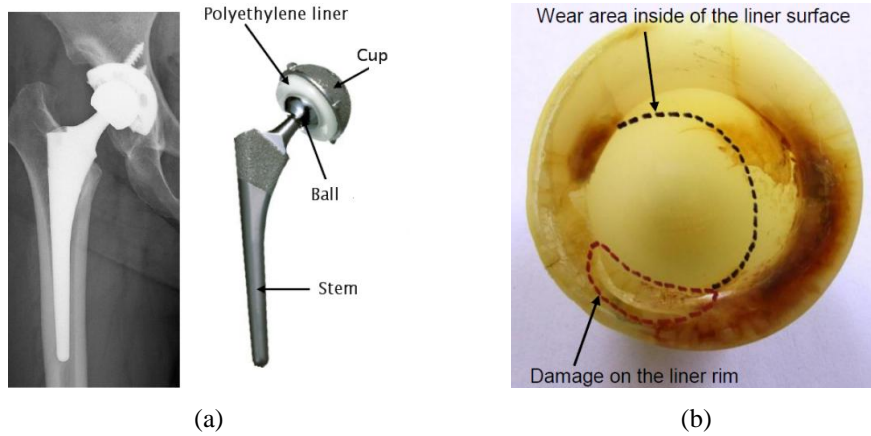 Polyethylene liner
Cup
Ball
Stem
(a)
Wear area inside of the liner surface
Damage on the liner rim
(b)